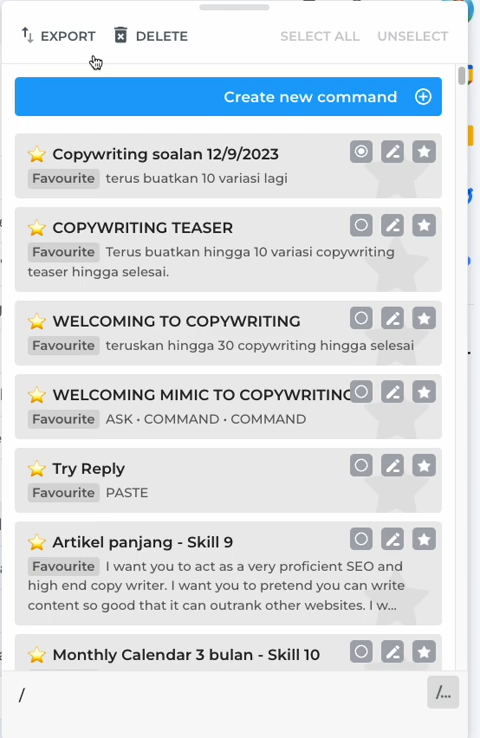 EXPORT DELETE SELECT ALL UNSELECT
Create new command
Copywriting soalan 12/9/2023
Favourite terus buatkan 10 variasi lagi
COPYWRITING TEASER
Favourite Terus buatkan hingga 10 variasi copywriting
teaser hingga selesai.
WELCOMING TO COPYWRITING
Favourite teruskan hingga 30 copywriting hingga selesai
WELCOMING MIMIC TO COPYWRITING
Favourite ASK • COMMAND • COMMAND
Try Reply
Favourite PASTE
Artikel panjang - Skill 9
Favourite I want you to act as a very proficient SEO and
high end copy writer. I want you to pretend you can write
content so good that it can outrank other websites. I w...
Monthly Calendar 3 bulan - Skill 10
/ /...